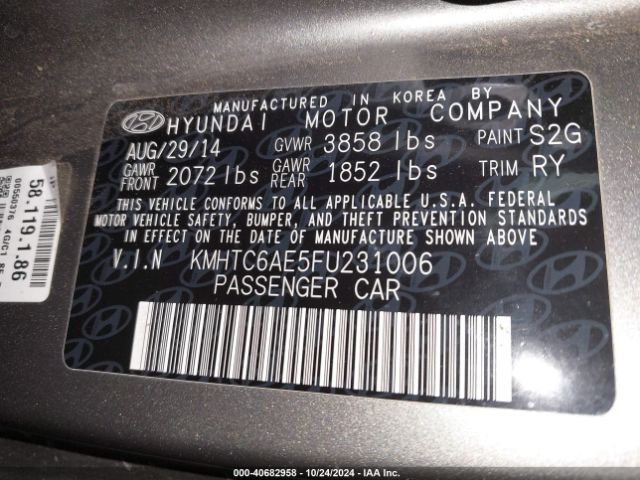 MANUFACTURED IN KOREA BY
HYUNDAI MOTOR COMPANY
AUG/29/14 GVWR 3858 lbs PAINT S2G
GAWR FRONT 2072 lbs GAWR REAR 1852 lbs TRIM RY
THIS VEHICLE CONFORMS TO ALL APPLICABLE U.S.A. FEDERAL
MOTOR VEHICLE SAFETY, BUMPER, AND THEFT PREVENTION STANDARDS
IN EFFECT ON THE DATE OF MANUFACTURE SHOWN ABOVE
V.I.N KMHTC6AE5FU231006
PASSENGER CAR
58.119.1.86
00560376 4G/C1
000-40682958 - 10/24/2024 - IAA Inc.